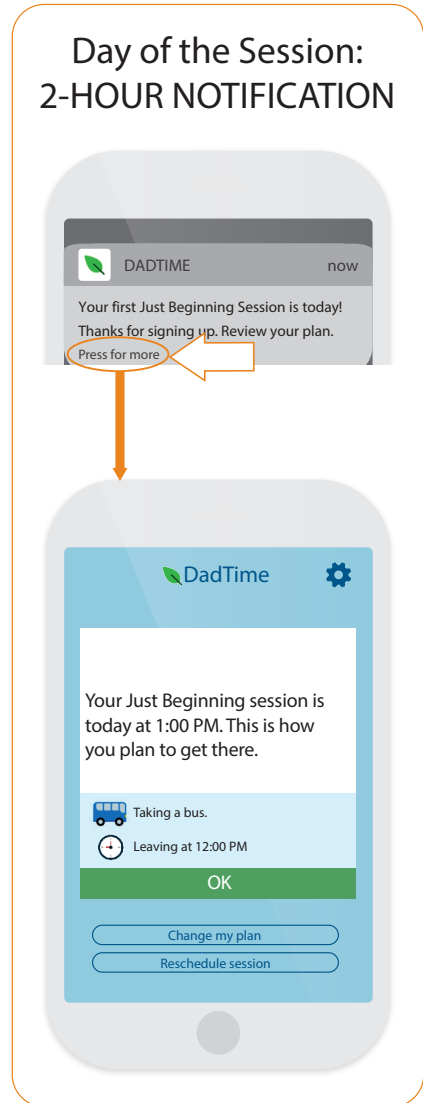 Day of the Session:
2-HOUR NOTIFICATION
DADTIME now
Your first Just Beginning Session is today!
Thanks for signing up. Review your plan.
Press for more
DadTime
Your Just Beginning session is
today at 1:00 PM. This is how
you plan to get there.
Taking a bus.
Leaving at 12:00 PM
OK
Change my plan
Reschedule session